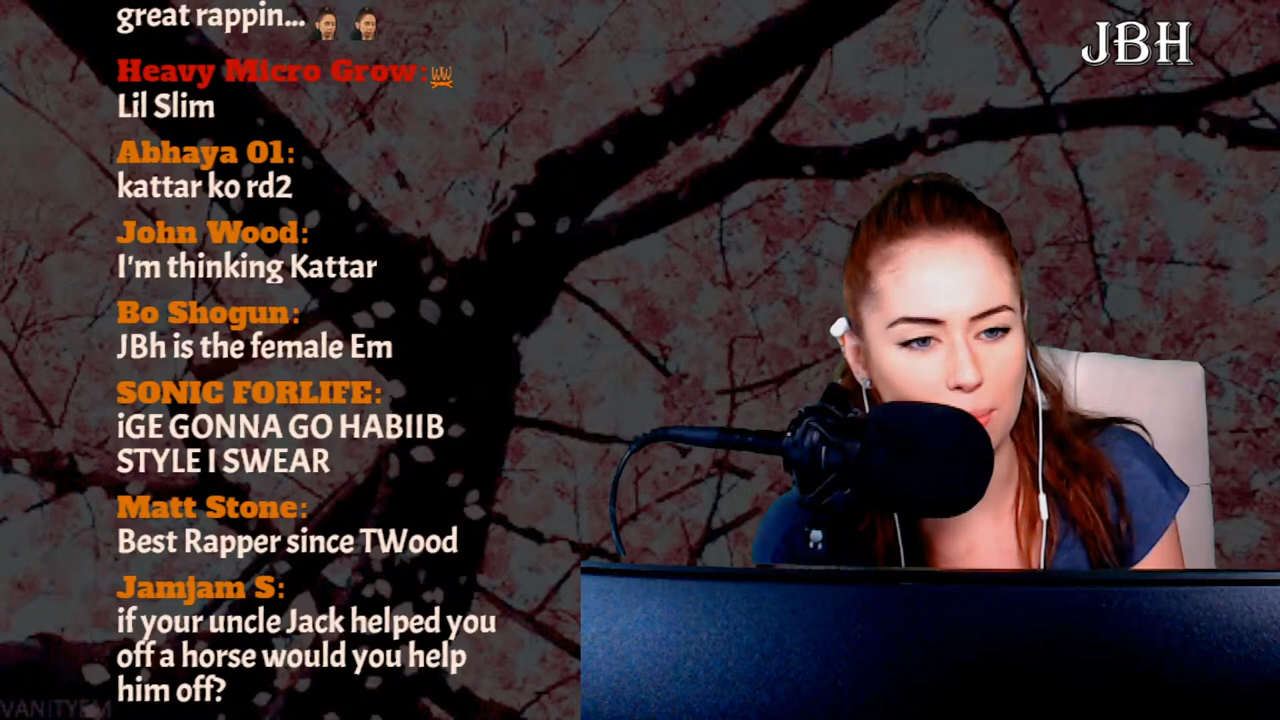 great rappin...
JBH
Heavy Micro Grow:
Lil Slim
Abhaya 01:
kattar ko rd2
John Wood:
I'm thinking Kattar
Bo Shogun:
JBh is the female Em
SONIC FORLIFE:
iGE GONNA GO HABIIB
STYLE I SWEAR
Matt Stone:
Best Rapper since TWood
Jamjam S:
if your uncle Jack helped you
off a horse would you help
him off?
VANITYEM